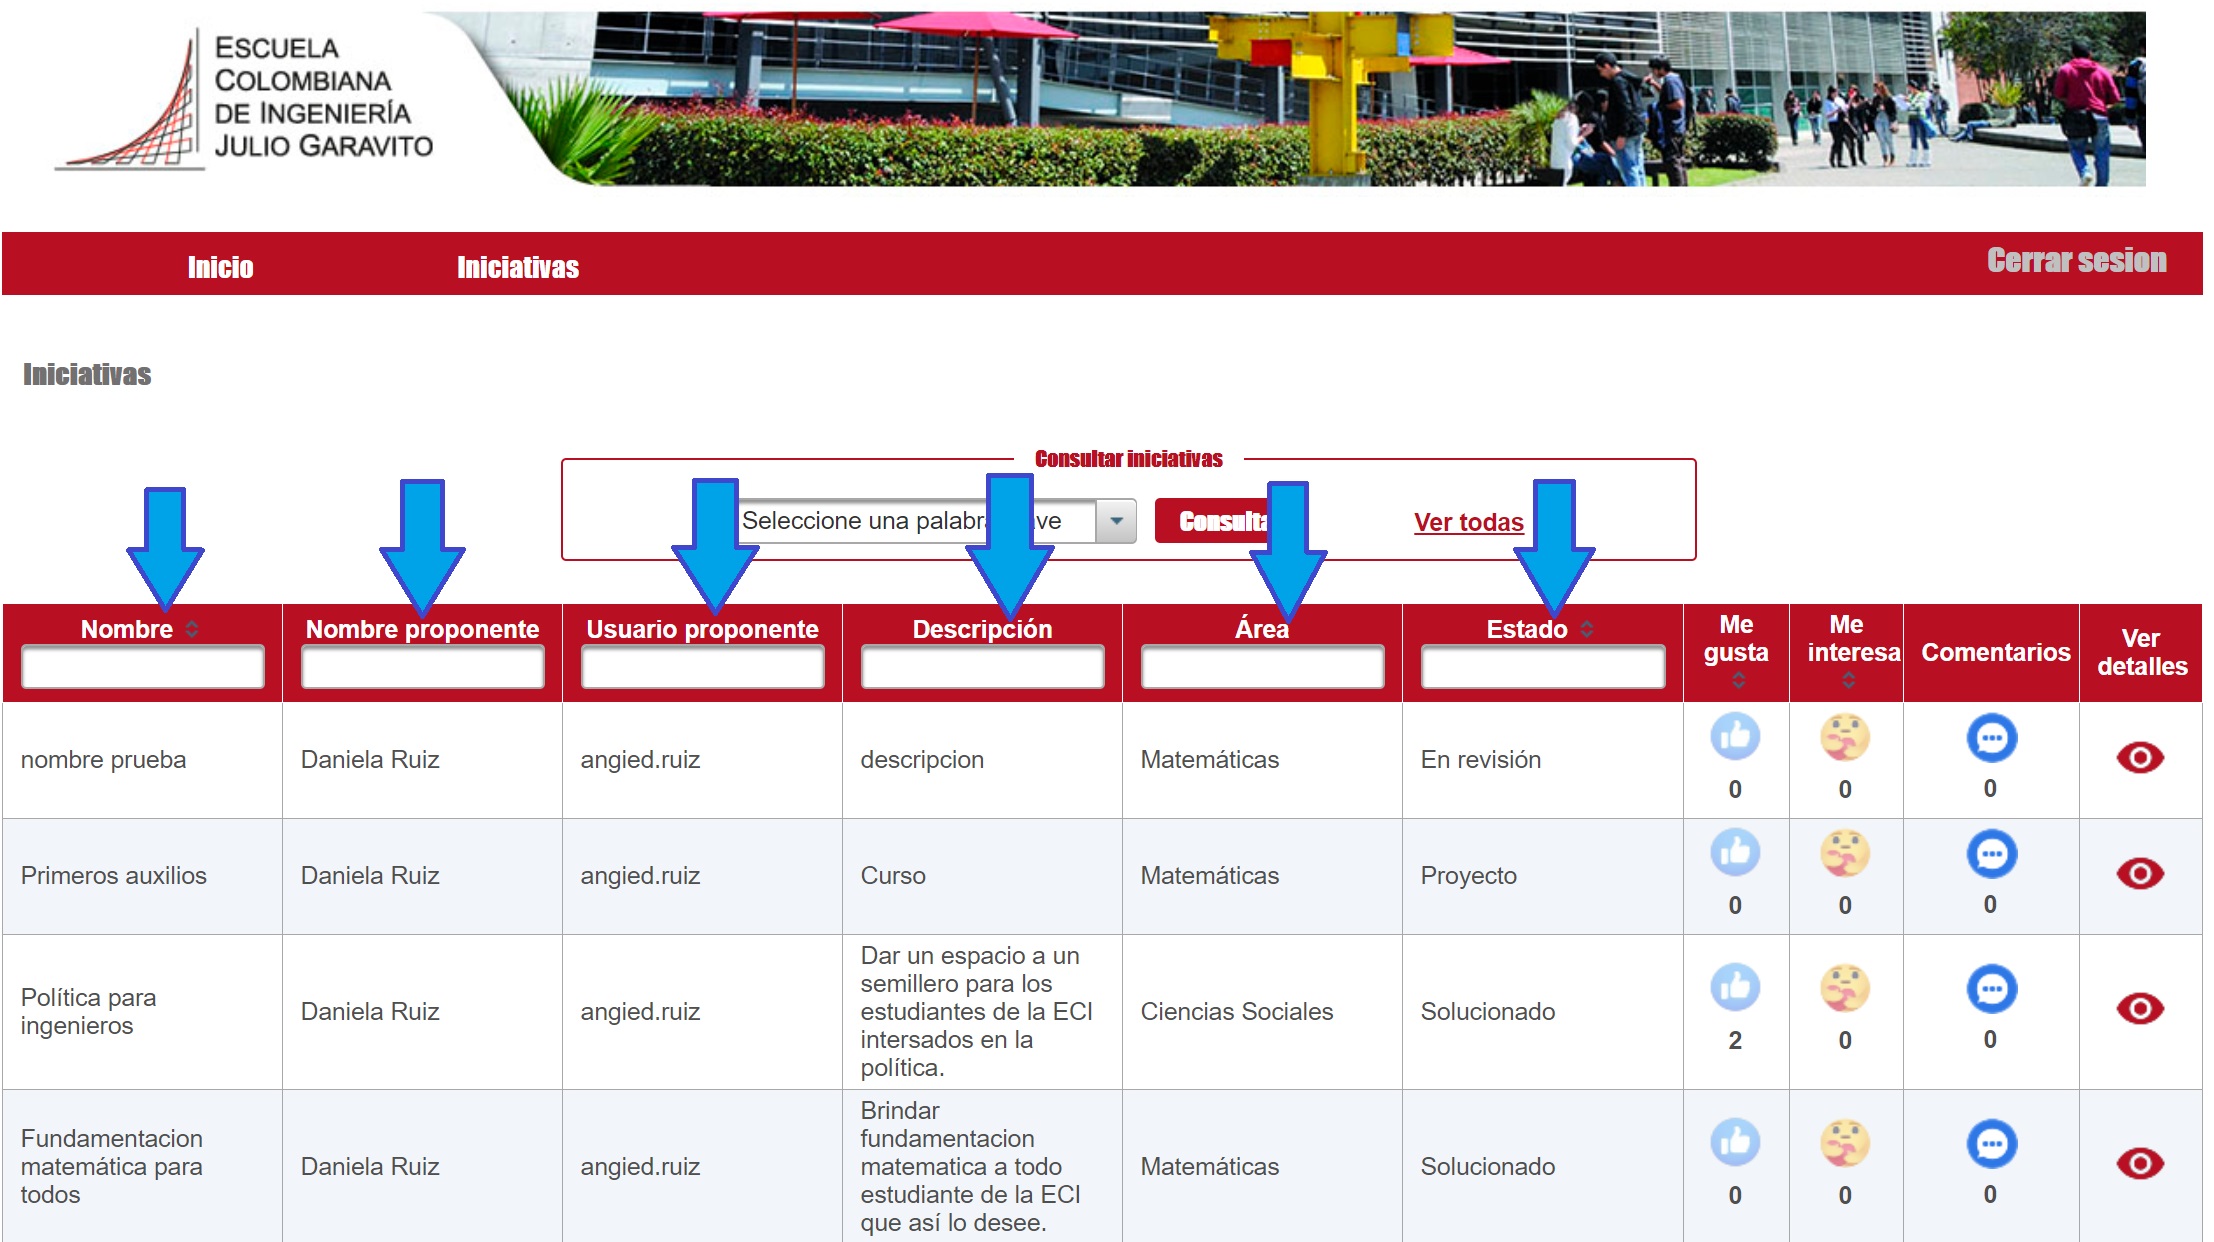 ESCUELA
COLOMBIANA
DE INGENIERÍA
JULIO GARAVITO
Inicio
Iniciativas
Cerrar sesion
Iniciativas
Consultar iniciativas
Seleccione una palabra
Ver todas
Nombre
Nombre proponente
Usuario proponente
Descripción
Área
Estado
Me
gusta
Me
interesa
Comentarios
Ver
detalles
nombre prueba
Daniela Ruiz
angied.ruiz
descripcion
Matemáticas
En revisión
0
0
0
Primeros auxilios
Daniela Ruiz
angied.ruiz
Curso
Matemáticas
Proyecto
0
0
0
Política para
ingenieros
Daniela Ruiz
angied.ruiz
Dar un espacio a un
semillero para los
estudiantes de la ECI
intersados en la
política.
Ciencias Sociales
Solucionado
2
0
0
Fundamentacion
matemática para
todos
Daniela Ruiz
angied.ruiz
Brindar
fundamentacion
matematica a todo
estudiante de la ECI
que así lo desee.
Matemáticas
Solucionado
0
0
0